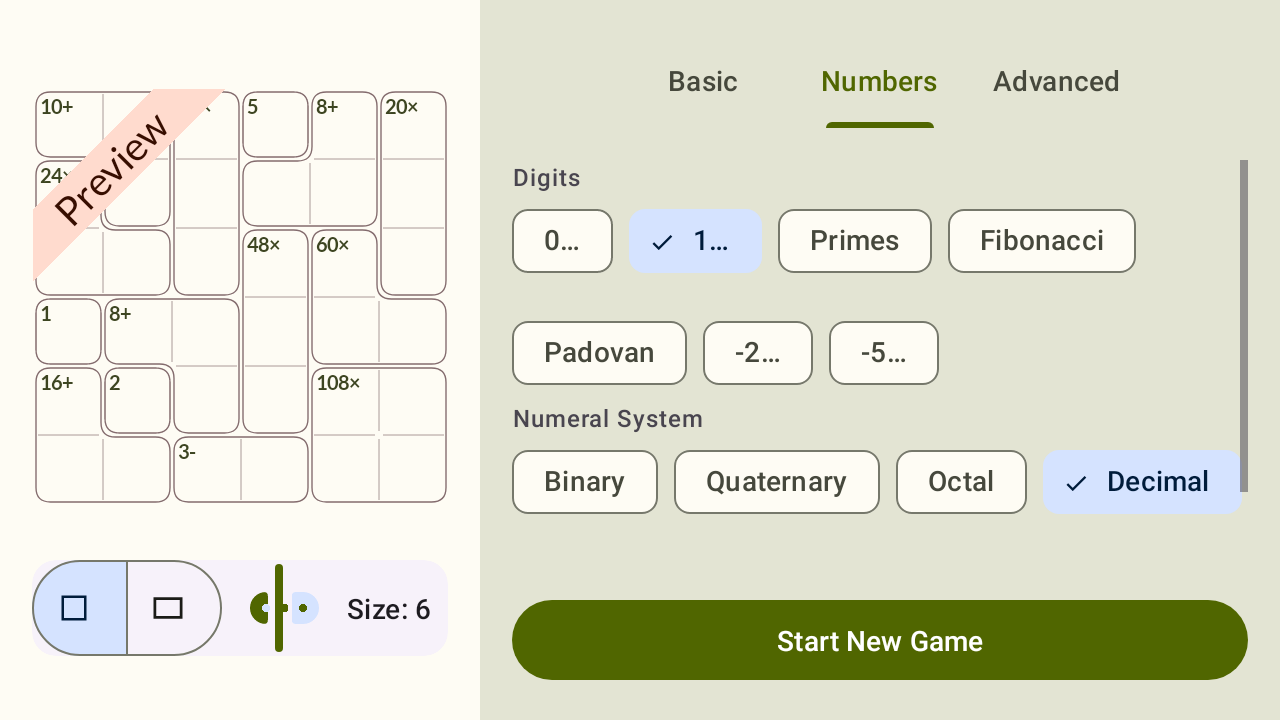 Basic Numbers Advanced
10+ 5 8+ 20×
Preview
24×
48× 60×
1 8+
16+ 2 108×
3-
Size: 6
Digits
0... 1... Primes Fibonacci
Padovan -2... -5...
Numeral System
Binary Quaternary Octal Decimal
Start New Game